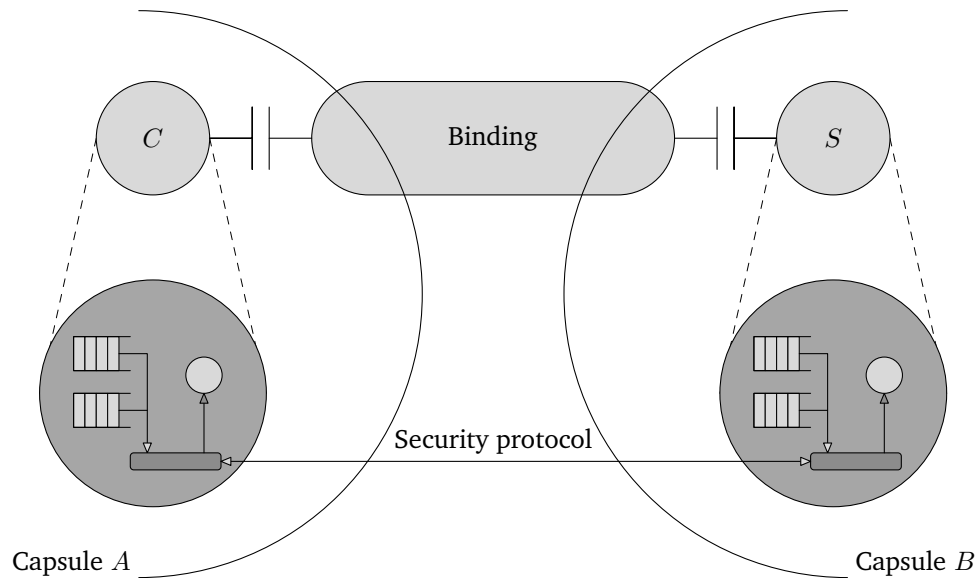 C
Binding
S
Security protocol
Capsule A
Capsule B